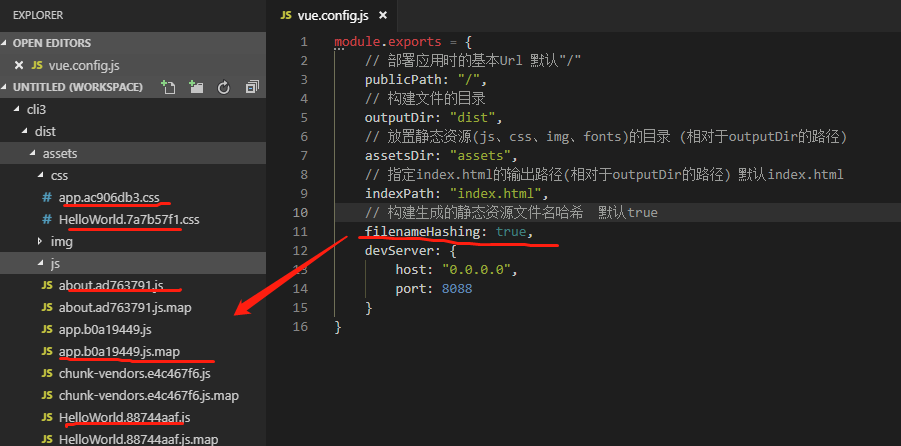 EXPLORER
OPEN EDITORS
JS vue.config.js
UNTITLED (WORKSPACE)
cli3
dist
assets
css
# app.ac906db3.css
# HelloWorld.7a7b57f1.css
img
js
JS about.ad763791.js
JS about.ad763791.js.map
JS app.b0a19449.js
JS app.b0a19449.js.map
JS chunk-vendors.e4c467f6.js
JS chunk-vendors.e4c467f6.js.map
JS HelloWorld.88744aaf.js
JS HelloWorld.88744aaf.js.map
JS vue.config.js
1 module.exports = {
2 // 部署应用时的基本Url 默认"/"
3 publicPath: "/",
4 // 构建文件的目录
5 outputDir: "dist",
6 // 放置静态资源(js、css、img、fonts)的目录 (相对于outputDir的路径)
7 assetsDir: "assets",
8 // 指定index.html的输出路径(相对于outputDir的路径) 默认index.html
9 indexPath: "index.html",
10 // 构建生成的静态资源文件名哈希 默认true
11 filenameHashing: true,
12 devServer: {
13 host: "0.0.0.0",
14 port: 8088
15 }
16 }